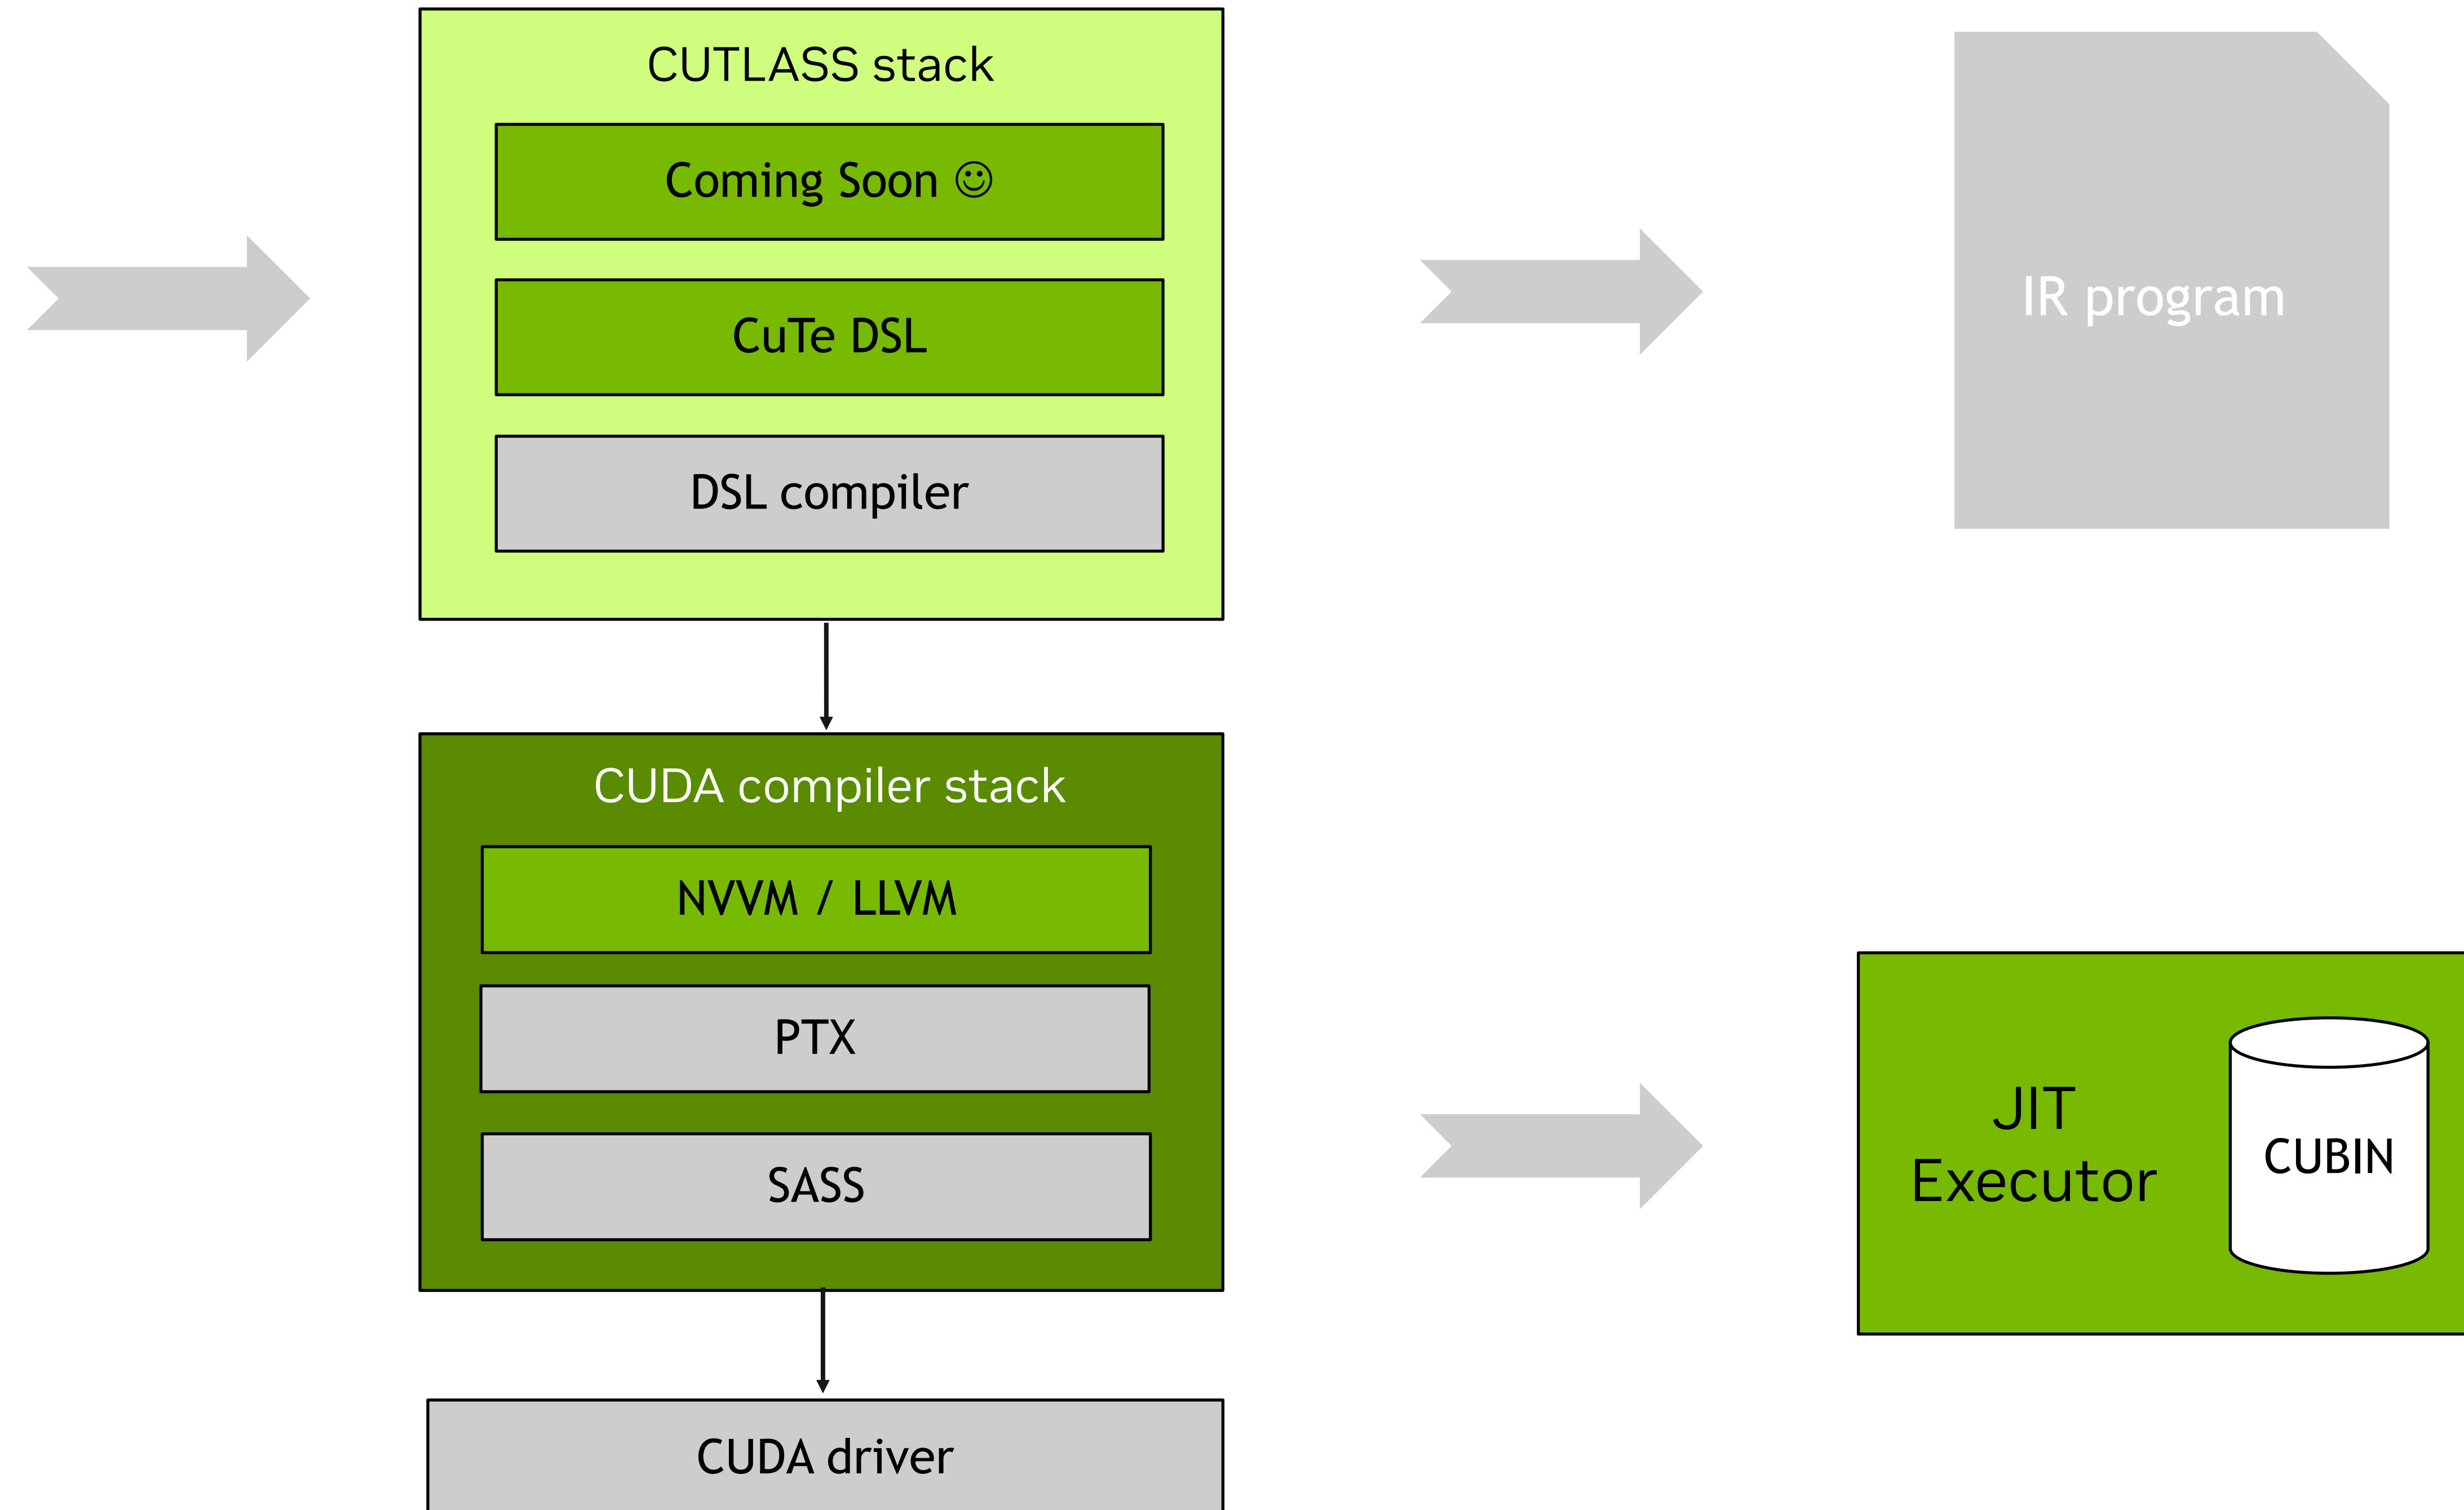 CUTLASS stack
Coming Soon ☺
CuTe DSL
DSL compiler
IR program
CUDA compiler stack
NVVM / LLVM
PTX
SASS
JIT
Executor
CUBIN
CUDA driver